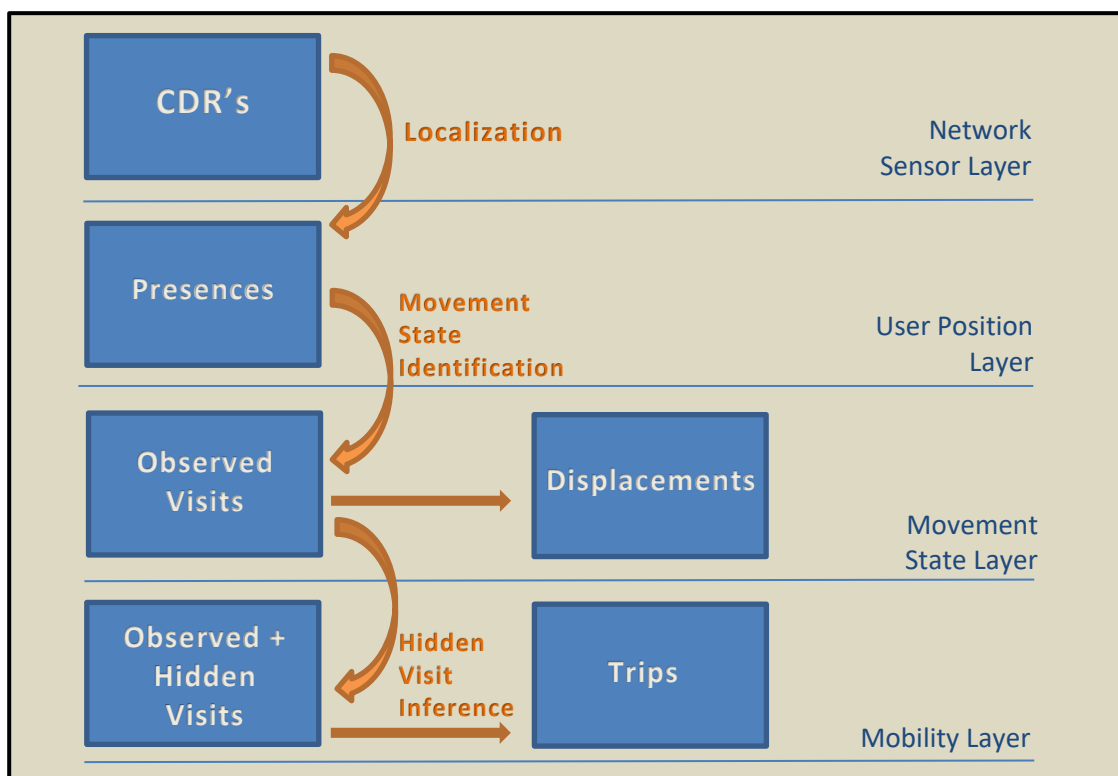 CDR’s
Localization
Network
Sensor Layer
Presences
Movement
State
Identification
User Position
Layer
Observed
Visits
Displacements
Movement
State Layer
Observed +
Hidden
Visits
Hidden
Visit
Inference
Trips
Mobility Layer